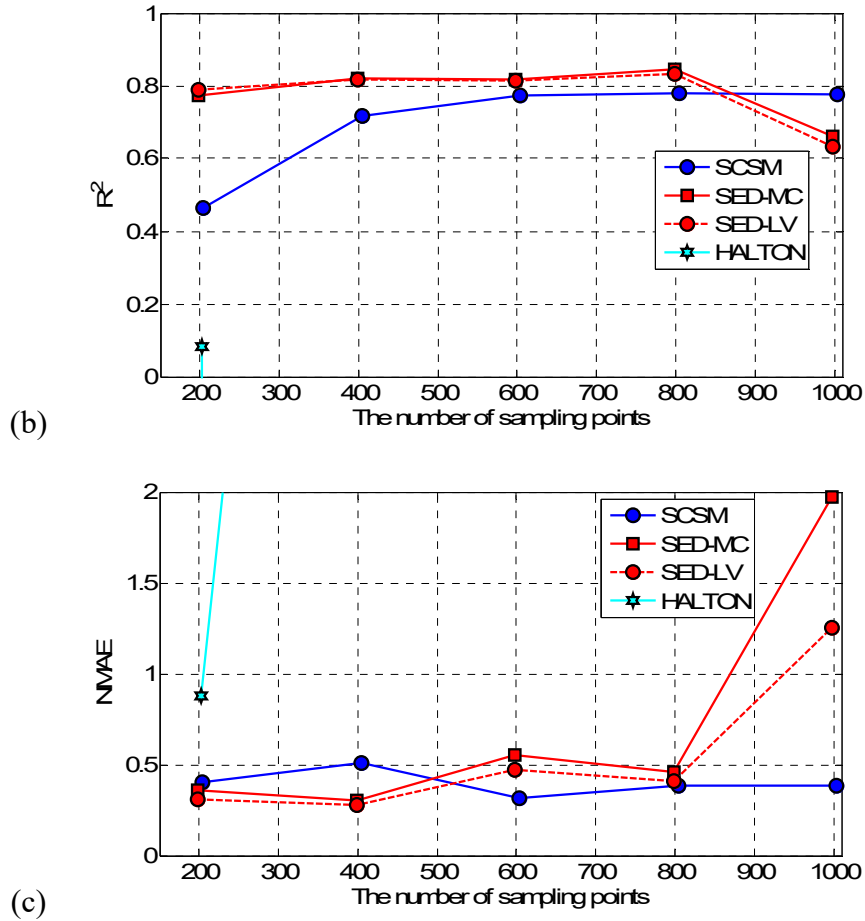 1
0.8
0.6
0.4
0.2
0
R²
SCSM
SED-MC
SED-LV
HALTON
200 300 400 500 600 700 800 900 1000
The number of sampling points
(b)
2
1.5
1
0.5
0
NMAE
SCSM
SED-MC
SED-LV
HALTON
200 300 400 500 600 700 800 900 1000
The number of sampling points
(c)